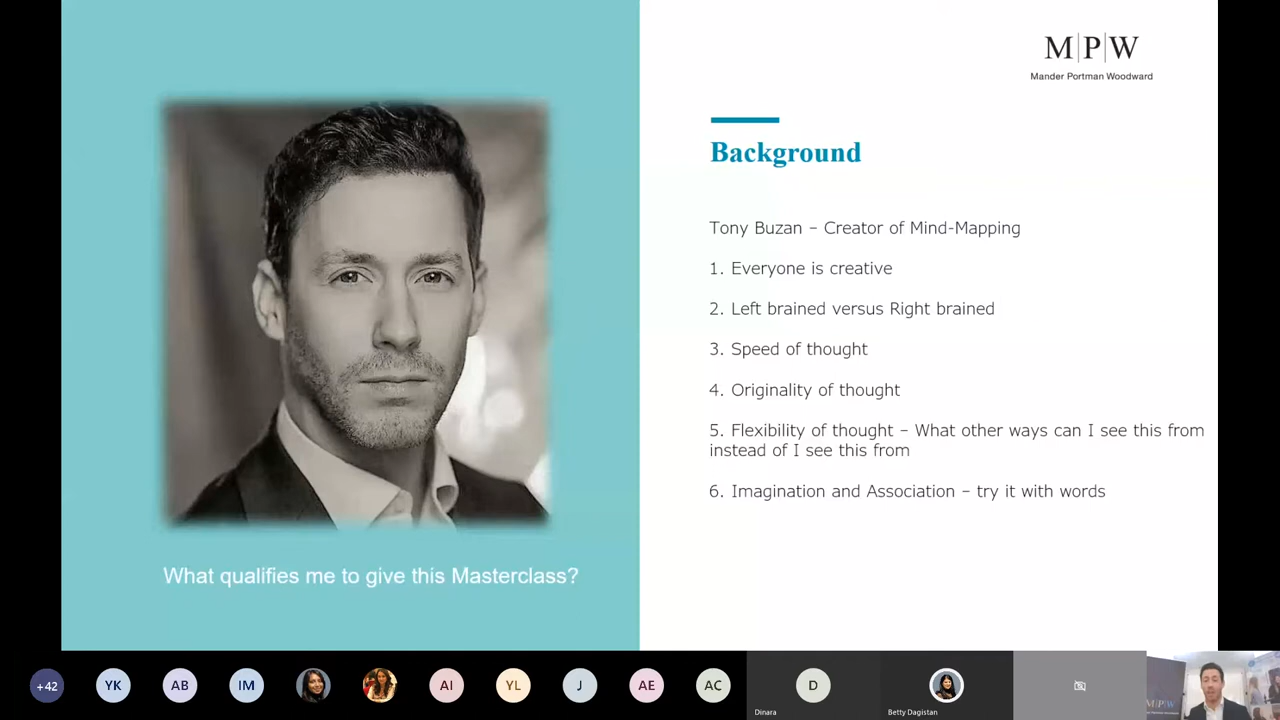 M|P|W
Mander Portman Woodward
Background
Tony Buzan – Creator of Mind-Mapping
1. Everyone is creative
2. Left brained versus Right brained
3. Speed of thought
4. Originality of thought
5. Flexibility of thought – What other ways can I see this from
instead of I see this from
6. Imagination and Association – try it with words
What qualifies me to give this Masterclass?
+42
YK
AB
IM
AI
YL
J
AE
AC
D
Dinara
Betty Dagistan
M|P|W